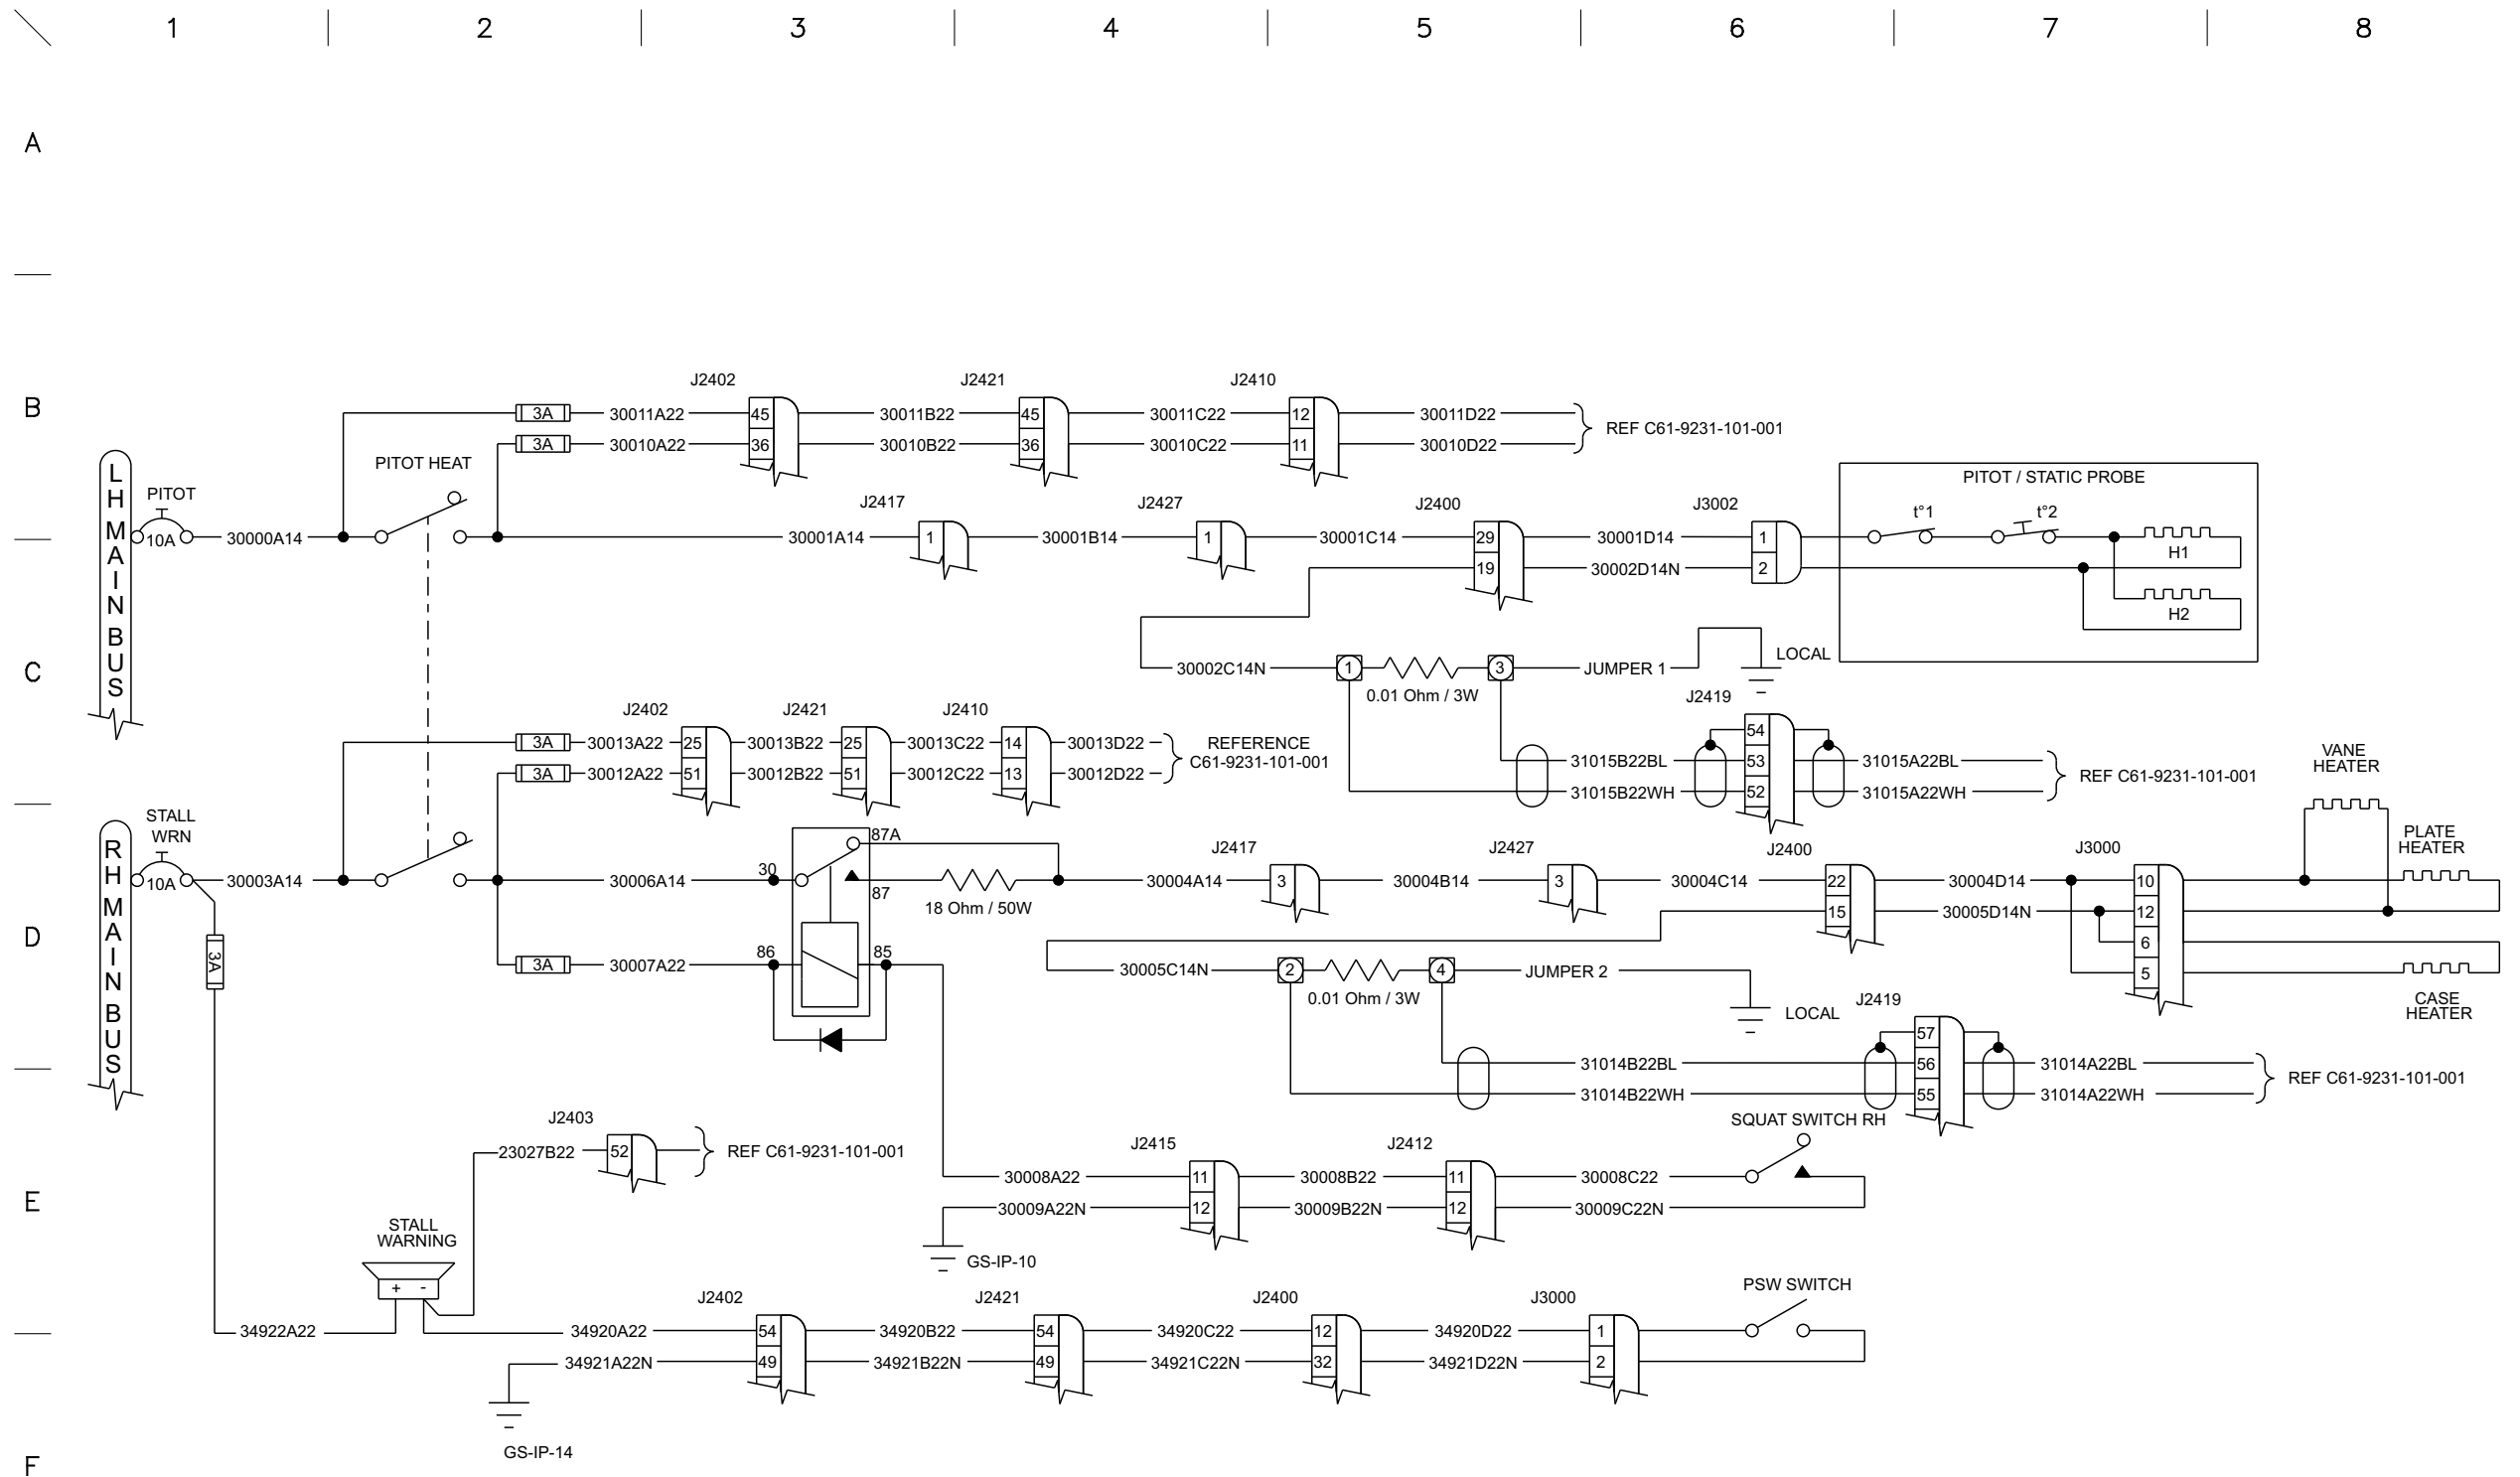 1 2 3 4 5 6 7 8
A
B
C
D
E
F
J2402 J2421 J2410
3A 30011A22 45 30011B22 45 30011C22 12 30011D22
3A 30010A22 36 30010B22 36 30010C22 11 30010D22
REF C61-9231-101-001
LH MAIN BUS
PITOT
10A
PITOT HEAT
J2417 J2427 J2400 J3002
30000A14 30001A14 1 30001B14 1 30001C14 29 30001D14 1
19 30002D14N 2
PITOT / STATIC PROBE
t°1 t°2
H1
H2
30002C14N 1 3 JUMPER 1
0.01 Ohm / 3W
LOCAL
J2419
54
31015B22BL 53 31015A22BL
31015B22WH 52 31015A22WH
REF C61-9231-101-001
J2402 J2421 J2410
3A 30013A22 25 30013B22 25 30013C22 14 30013D22
3A 30012A22 51 30012B22 51 30012C22 13 30012D22
REFERENCE
C61-9231-101-001
VANE
HEATER
RH MAIN BUS
STALL
WRN
10A
3A
87A
30
87
J2417 J2427 J2400 J3000
PLATE
HEATER
30003A14 30006A14 30004A14 3 30004B14 3 30004C14 22 30004D14 10
18 Ohm / 50W
15 30005D14N 12
6
5
CASE
HEATER
86 85
3A 30007A22
30005C14N 2 4 JUMPER 2
0.01 Ohm / 3W
LOCAL
J2419
57
31014B22BL 56 31014A22BL
31014B22WH 55 31014A22WH
REF C61-9231-101-001
J2403
23027B22 52
REF C61-9231-101-001
SQUAT SWITCH RH
J2415 J2412
30008A22 11 30008B22 11 30008C22
30009A22N 12 30009B22N 12 30009C22N
GS-IP-10
STALL
WARNING
+ -
PSW SWITCH
J2402 J2421 J2400 J3000
34922A22 34920A22 54 34920B22 54 34920C22 12 34920D22 1
34921A22N 49 34921B22N 49 34921C22N 32 34921D22N 2
GS-IP-14